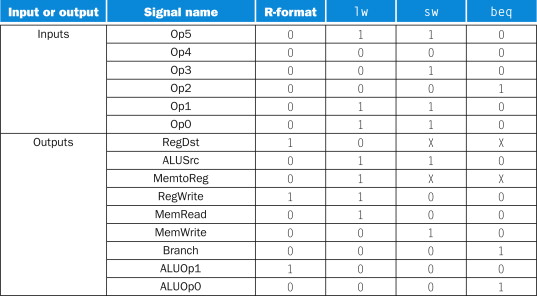 Input or output Signal name R-format lw sw beq
Inputs Op5 0 1 1 0
Op4 0 0 0 0
Op3 0 0 1 0
Op2 0 0 0 1
Op1 0 1 1 0
Op0 0 1 1 0
Outputs RegDst 1 0 X X
ALUSrc 0 1 1 0
MemtoReg 0 1 X X
RegWrite 1 1 0 0
MemRead 0 1 0 0
MemWrite 0 0 1 0
Branch 0 0 0 1
ALUOp1 1 0 0 0
ALUOp0 0 0 0 1